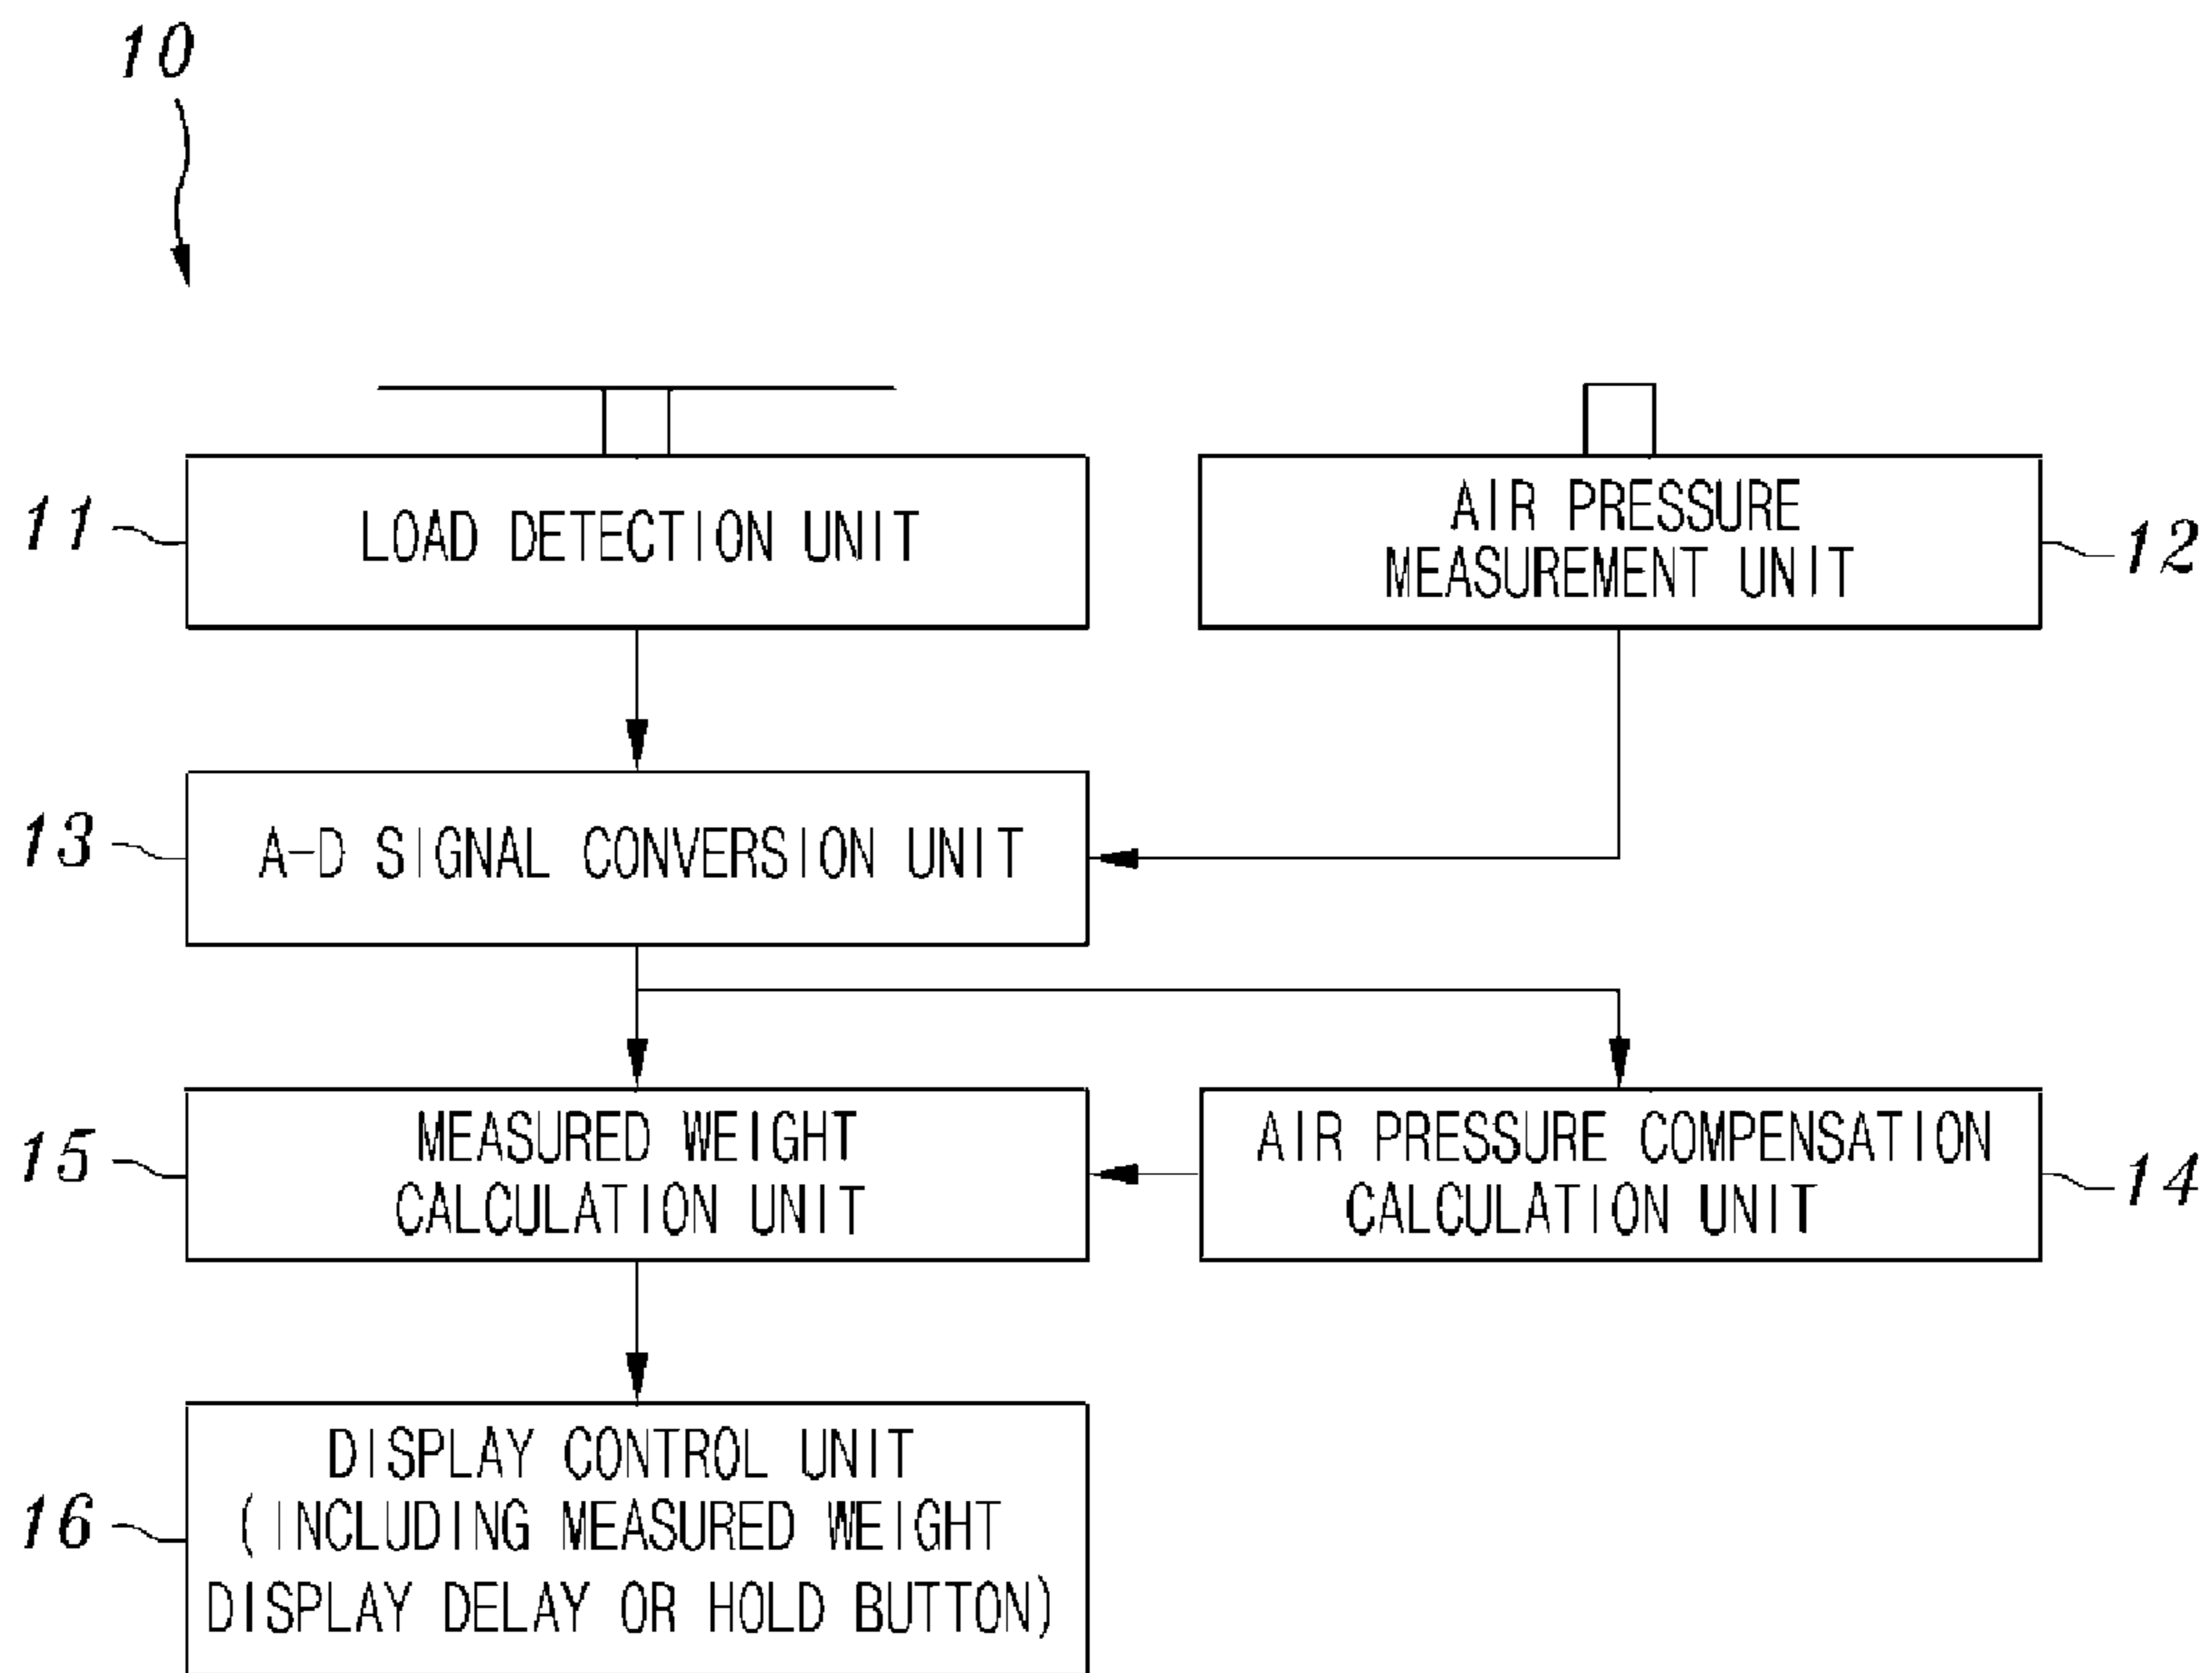 10
11
LOAD DETECTION UNIT
AIR PRESSURE
MEASUREMENT UNIT
12
13
A-D SIGNAL CONVERSION UNIT
15
MEASURED WEIGHT
CALCULATION UNIT
AIR PRESSURE COMPENSATION
CALCULATION UNIT
14
16
DISPLAY CONTROL UNIT
(INCLUDING MEASURED WEIGHT
DISPLAY DELAY OR HOLD BUTTON)